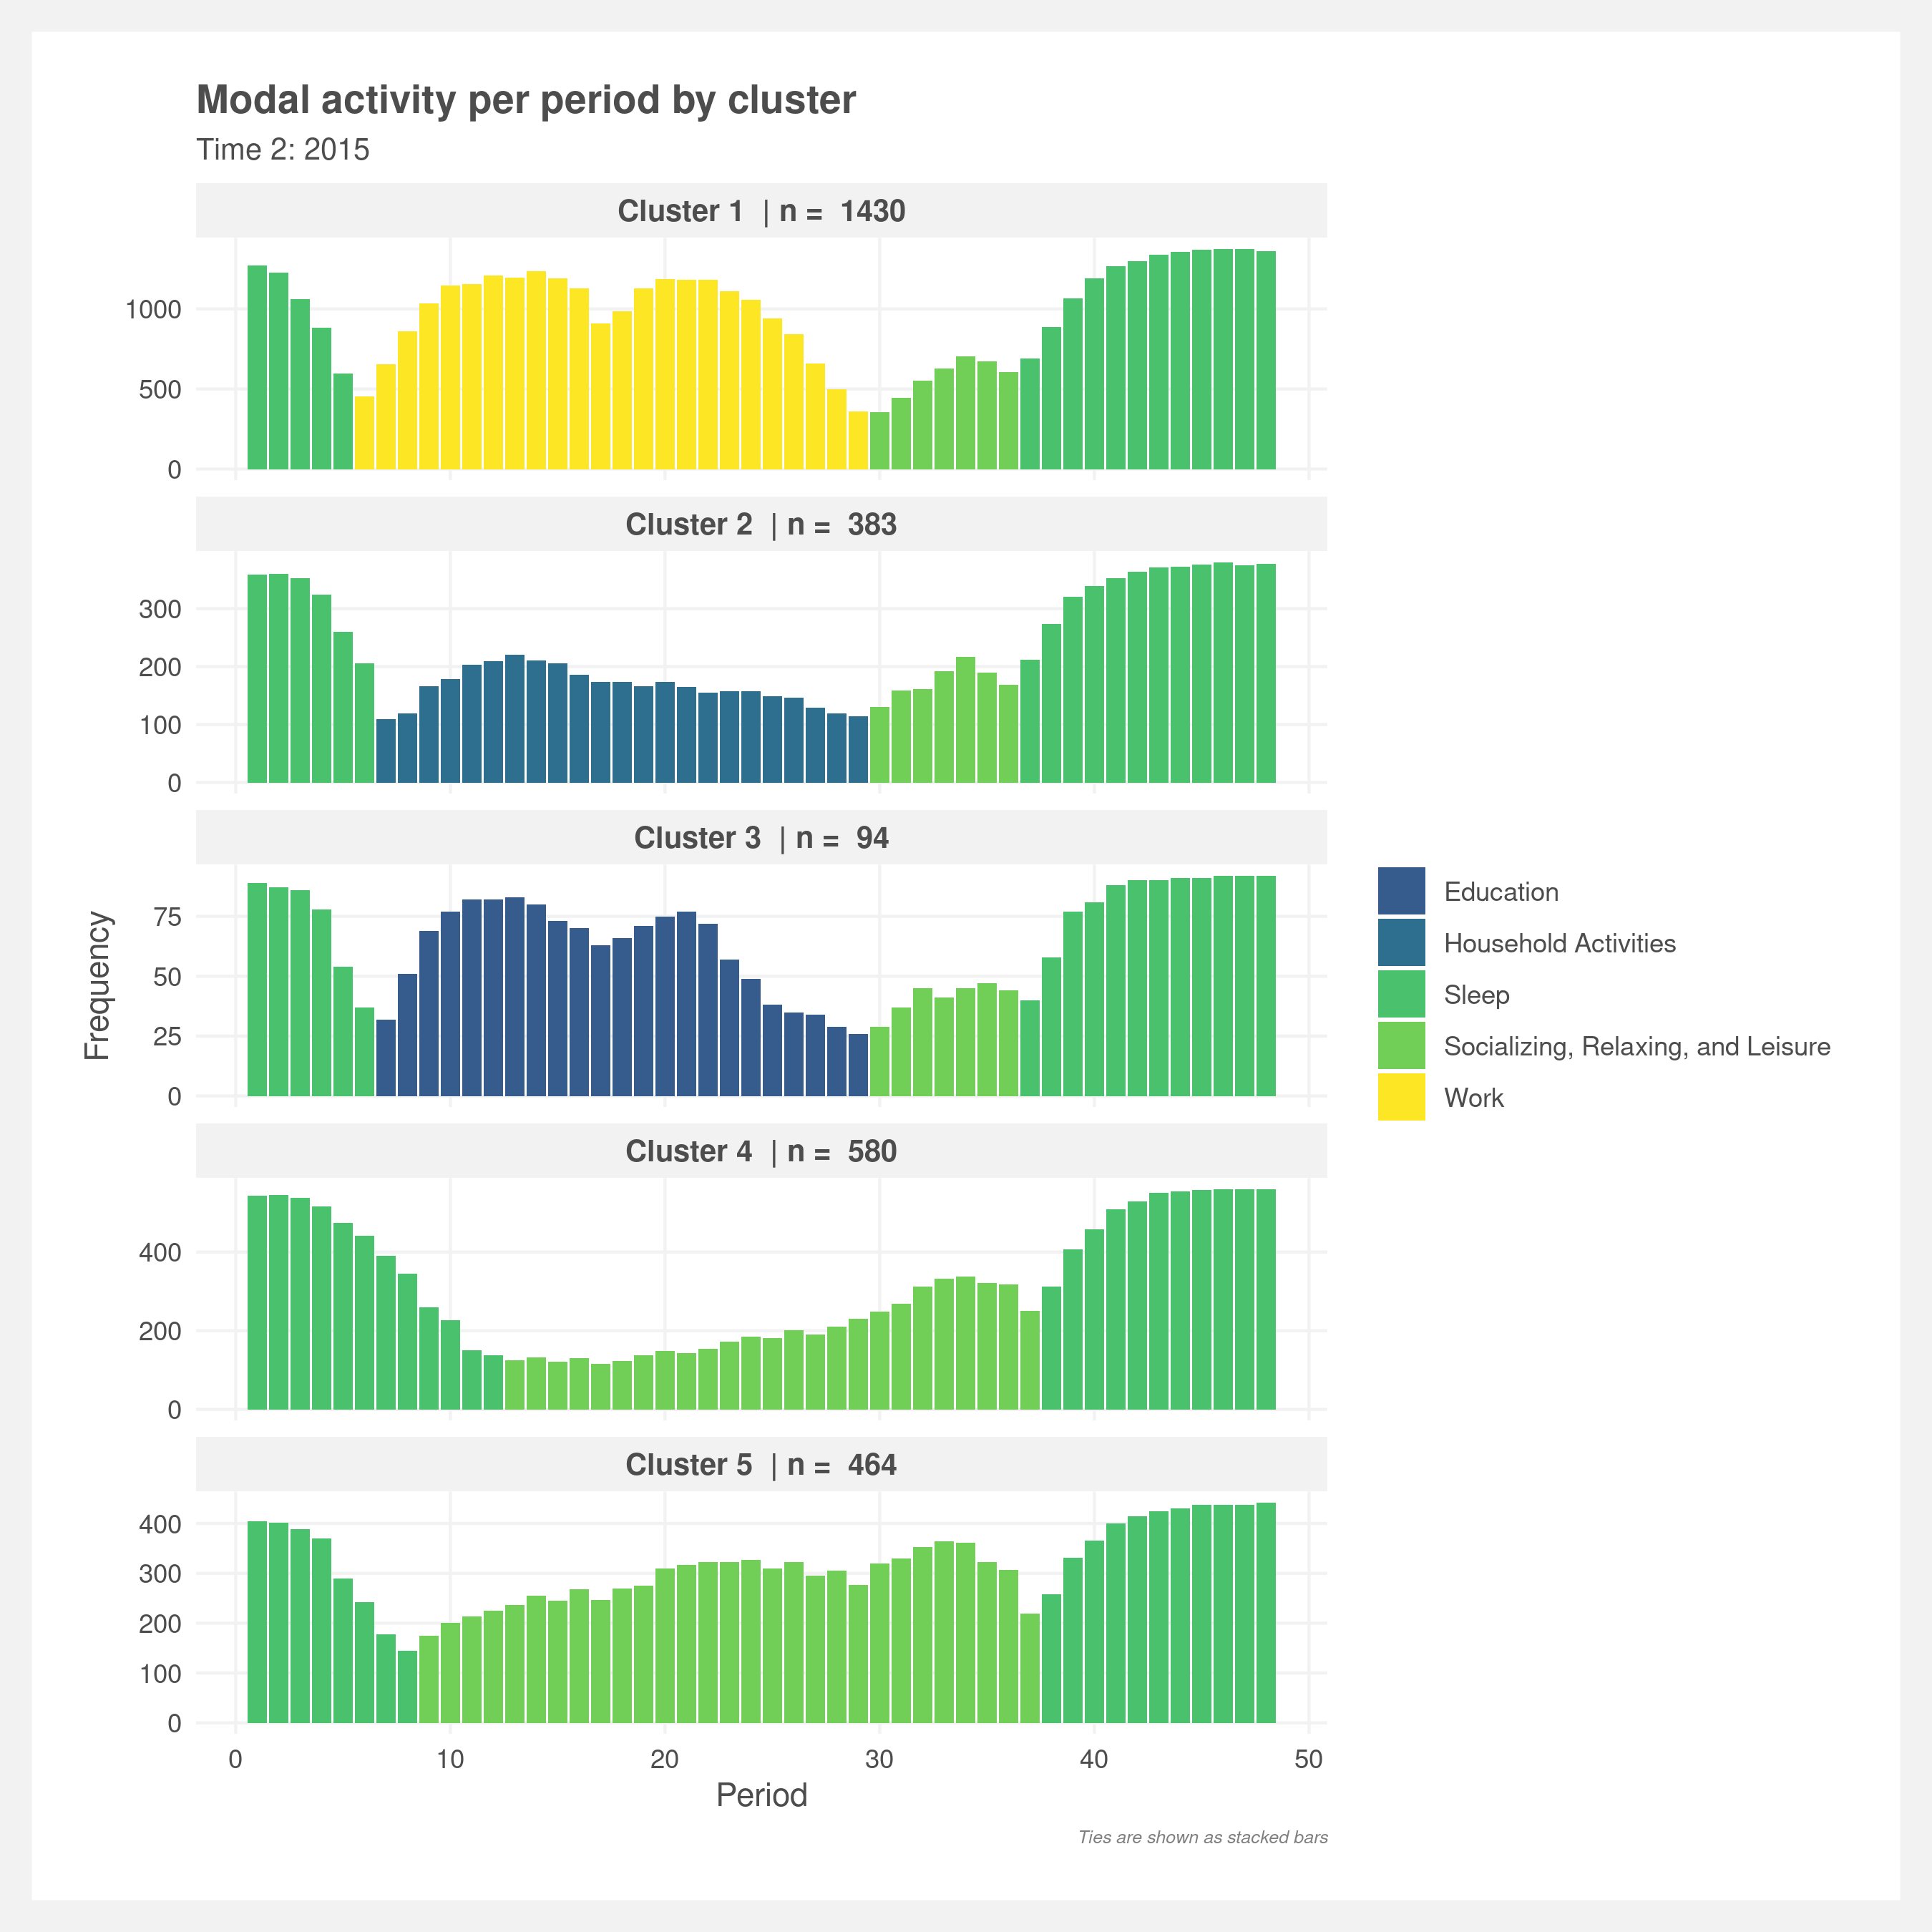 Modal activity per period by cluster
Time 2: 2015
Cluster 1 | n = 1430
1000
500
0
Cluster 2 | n = 383
300
200
100
0
Cluster 3 | n = 94
75
50
25
0
Cluster 4 | n = 580
400
200
0
Cluster 5 | n = 464
400
300
200
100
0
0 10 20 30 40 50
Period
Frequency
Education
Household Activities
Sleep
Socializing, Relaxing, and Leisure
Work
Ties are shown as stacked bars